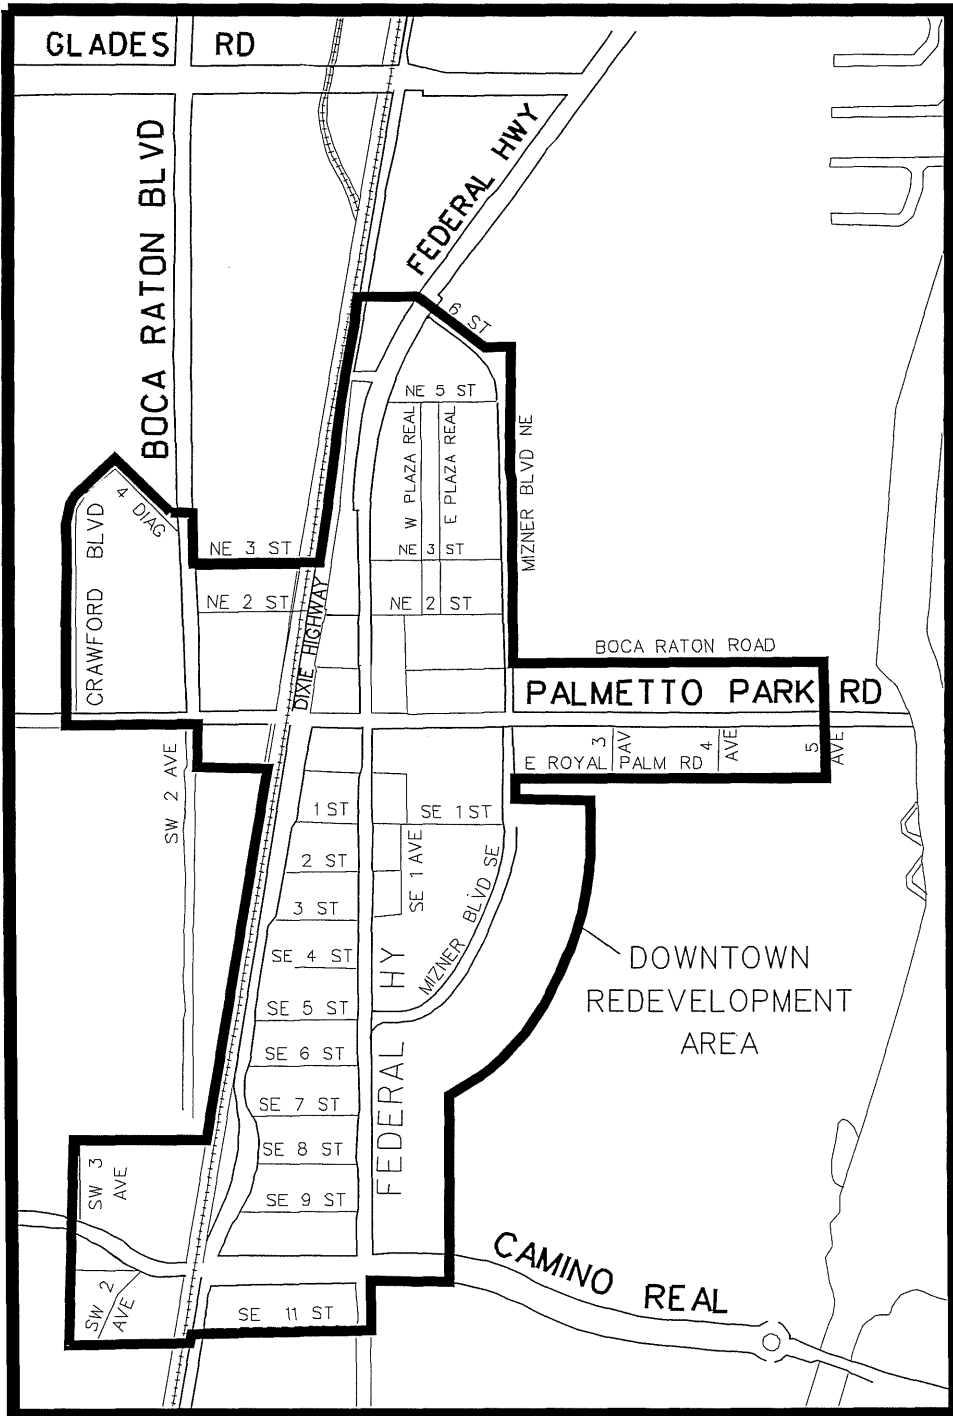 GLADES RD
BOCA RATON BLVD
FEDERAL HWY
6 ST
NE 5 ST
W PLAZA REAL
E PLAZA REAL
MIZNER BLVD NE
4 DIAG
CRAWFORD BLVD
NE 3 ST
NE 3 ST
NE 2 ST
NE 2 ST
DIXIE HIGHWAY
BOCA RATON ROAD
PALMETTO PARK RD
3 AV
4 AVE
5 AVE
E ROYAL PALM RD
SW 2 AVE
1 ST
SE 1 ST
2 ST
SE 1 AVE
3 ST
MIZNER BLVD SE
SE 4 ST
DOWNTOWN
REDEVELOPMENT
AREA
SE 5 ST
SE 6 ST
FEDERAL HY
SE 7 ST
SE 8 ST
SW 3
AVE
SE 9 ST
CAMINO REAL
SW 2
AVE
SE 11 ST